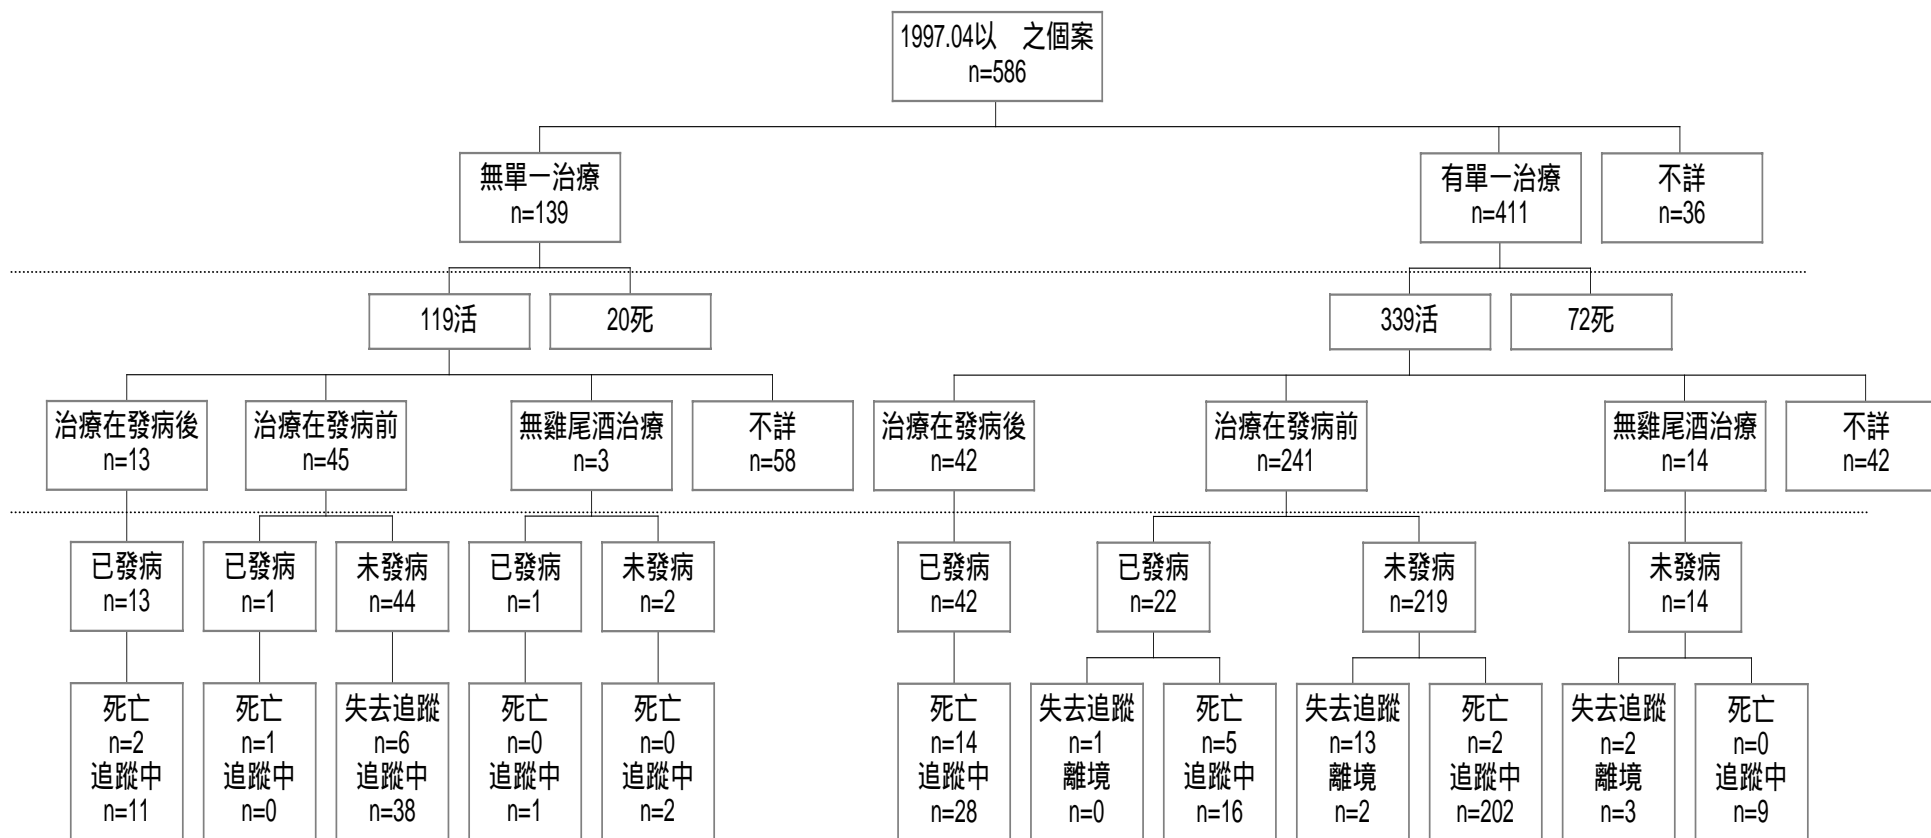 1997.04以 之個案
n=586
無單一治療
n=139
有單一治療
n=411
不詳
n=36
119活
20死
339活
72死
治療在發病後
n=13
治療在發病前
n=45
無雞尾酒治療
n=3
不詳
n=58
治療在發病後
n=42
治療在發病前
n=241
無雞尾酒治療
n=14
不詳
n=42
已發病
n=13
已發病
n=1
未發病
n=44
已發病
n=1
未發病
n=2
已發病
n=42
已發病
n=22
未發病
n=219
未發病
n=14
死亡
n=2
追蹤中
n=11
死亡
n=1
追蹤中
n=0
失去追蹤
n=6
追蹤中
n=38
死亡
n=0
追蹤中
n=1
死亡
n=0
追蹤中
n=2
死亡
n=14
追蹤中
n=28
失去追蹤
n=1
離境
n=0
死亡
n=5
追蹤中
n=16
失去追蹤
n=13
離境
n=2
死亡
n=2
追蹤中
n=202
失去追蹤
n=2
離境
n=3
死亡
n=0
追蹤中
n=9